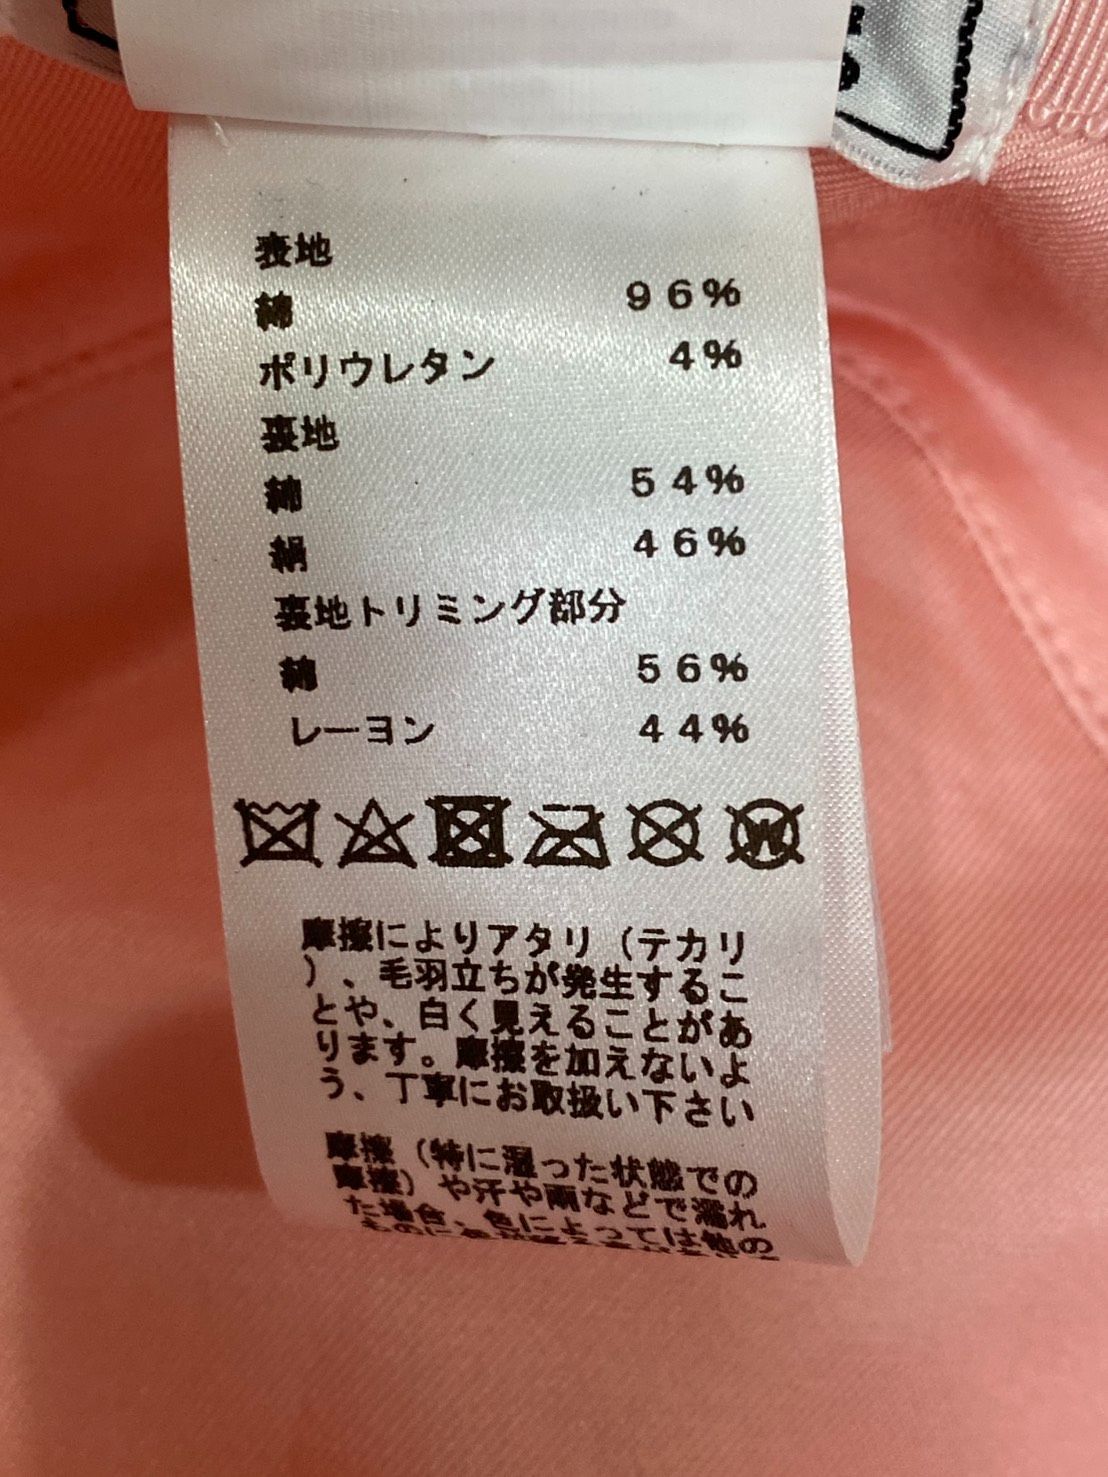 表地
綿 96%
ポリウレタン 4%
裏地
綿 54%
絹 46%
裏地トリミング部分
綿 56%
レーヨン 44%
W
摩擦によりアタリ(テカリ
)、毛羽立ちが発生するこ
とや、白く見えることがあ
ります。摩擦を加えないよ
う、丁寧にお取扱い下さい
摩擦(特に湿った状態での
摩擦)や汗や雨などで濡れ
た場合、色によっては他の
ものに